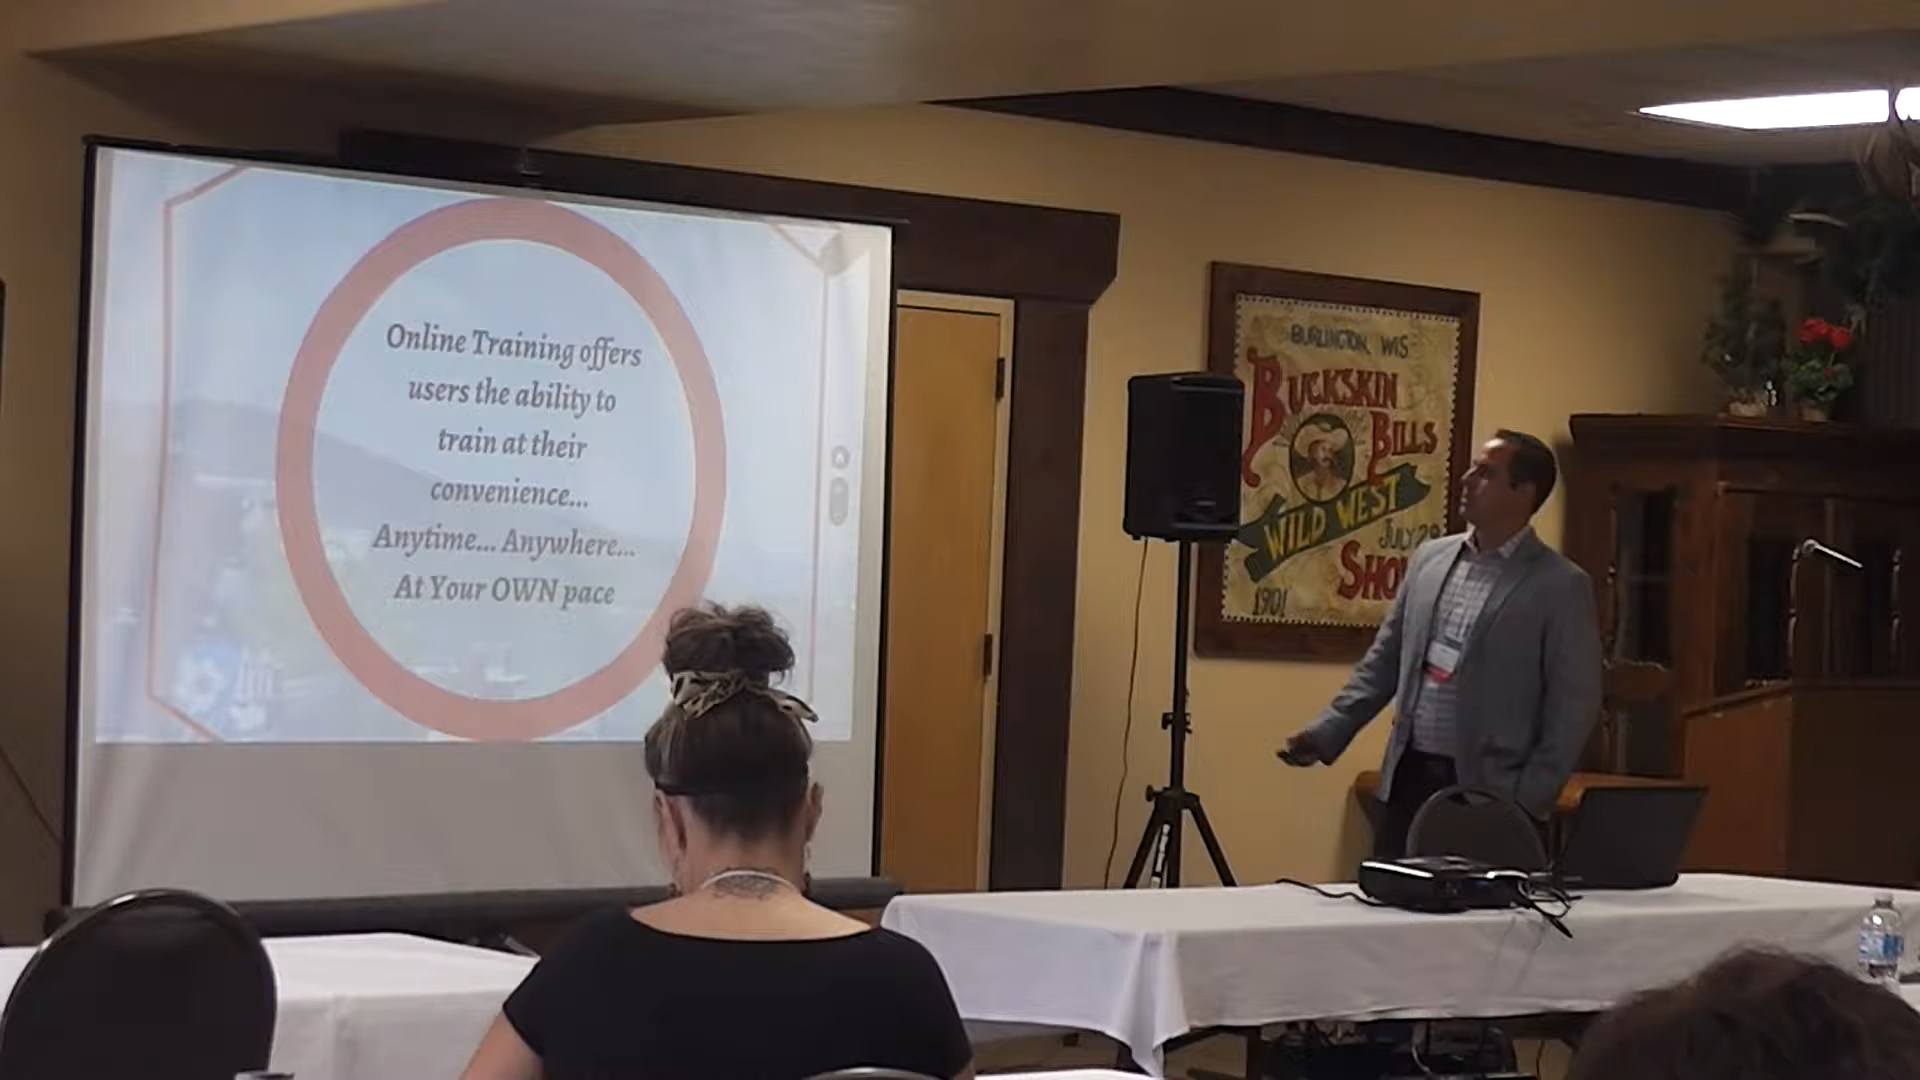 Online Training offers
users the ability to
train at their
convenience...
Anytime... Anywhere...
At Your OWN pace
BURLINGTON, WIS
BUCKSKIN
BILLS
WILD WEST
JULY 29
SHO
1901